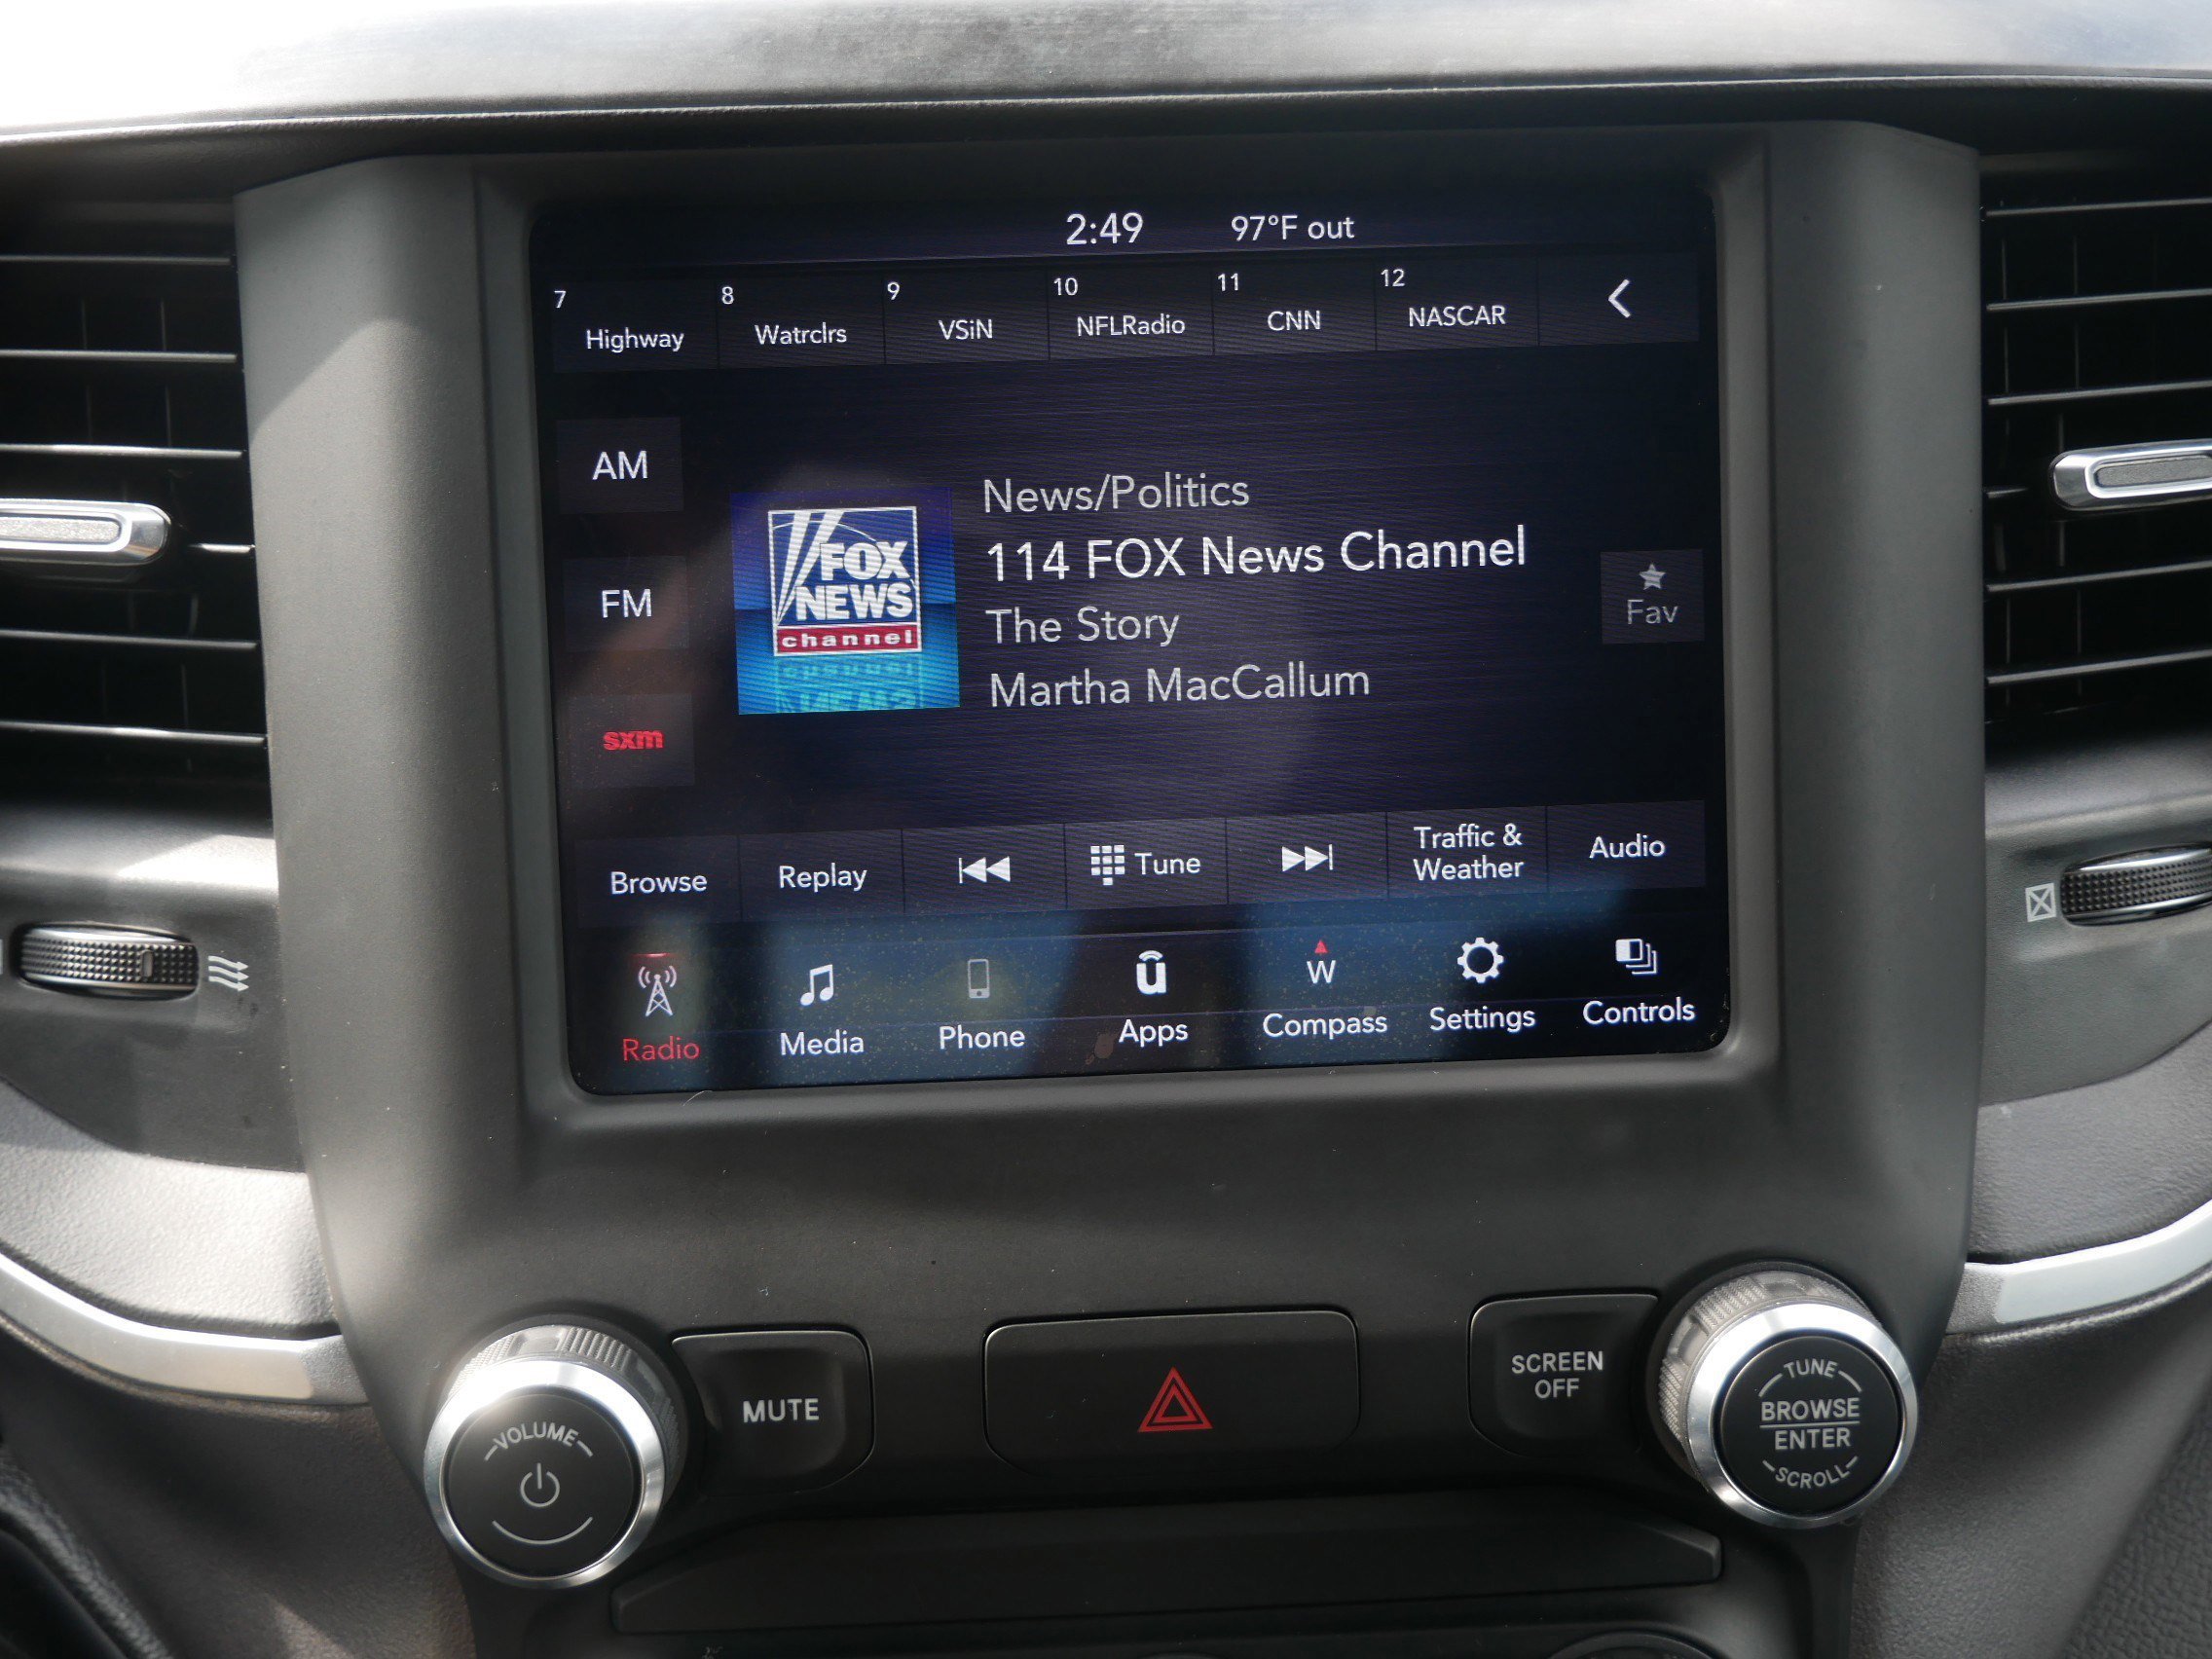 2:49 97°F out
7 Highway
8 Watrclrs
9 VSiN
10 NFLRadio
11 CNN
12 NASCAR
AM
FM
sxm
FOX
NEWS
channel
News/Politics
114 FOX News Channel
The Story
Martha MacCallum
Fav
Browse
Replay
Tune
Traffic &
Weather
Audio
Radio
Media
Phone
u
Apps
W
Compass
Settings
Controls
VOLUME
MUTE
SCREEN
OFF
TUNE
BROWSE
ENTER
SCROLL